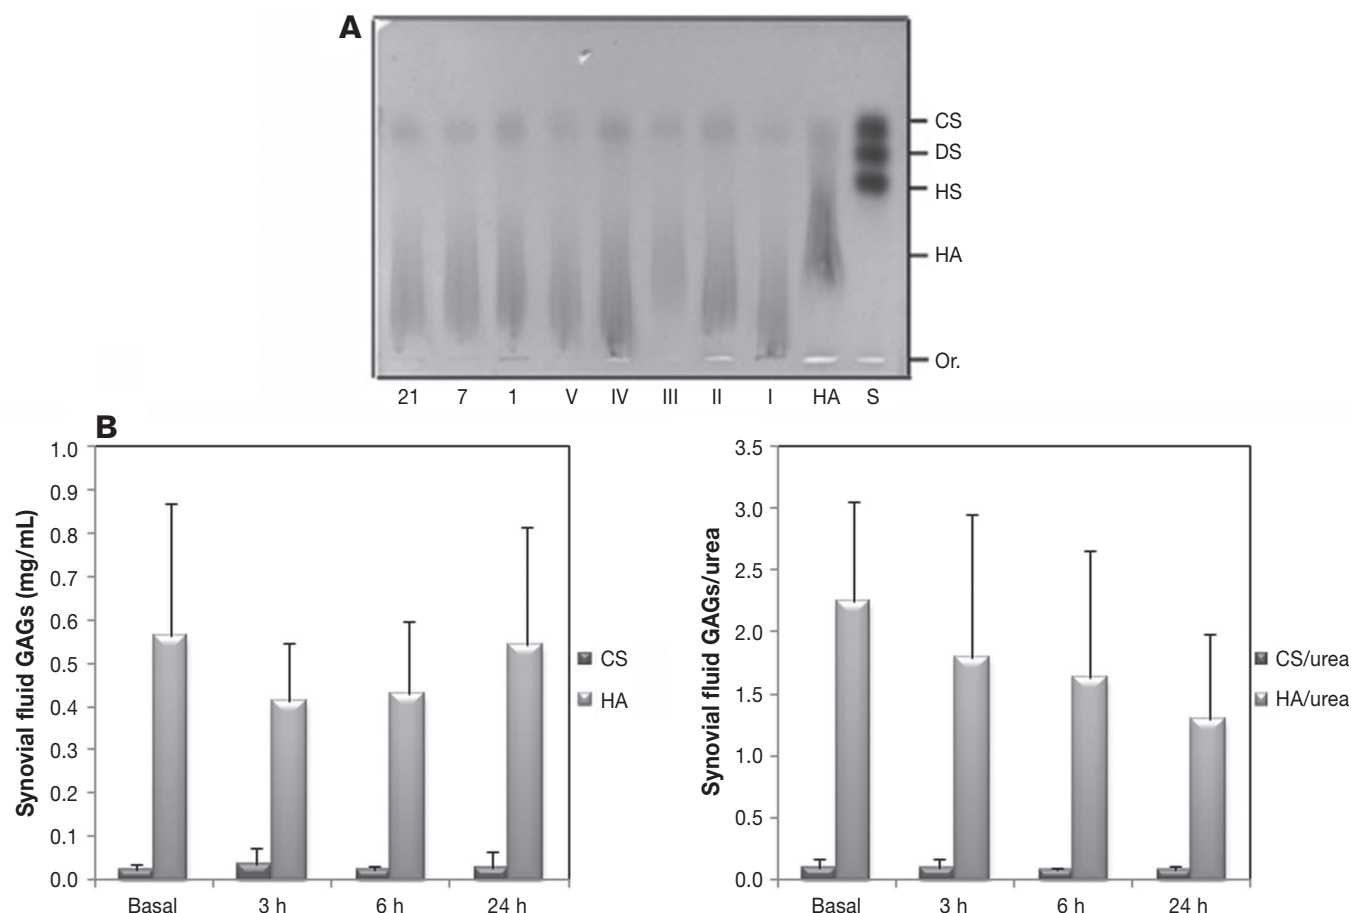 A
CS
DS
HS
HA
Or.
21 7 1 V IV III II I HA S
B
Synovial fluid GAGs (mg/mL)
1.0
0.9
0.8
0.7
0.6
0.5
0.4
0.3
0.2
0.1
0.0
Basal 3 h 6 h 24 h
CS
HA
Synovial fluid GAGs/urea
3.5
3.0
2.5
2.0
1.5
1.0
0.5
0.0
Basal 3 h 6 h 24 h
CS/urea
HA/urea